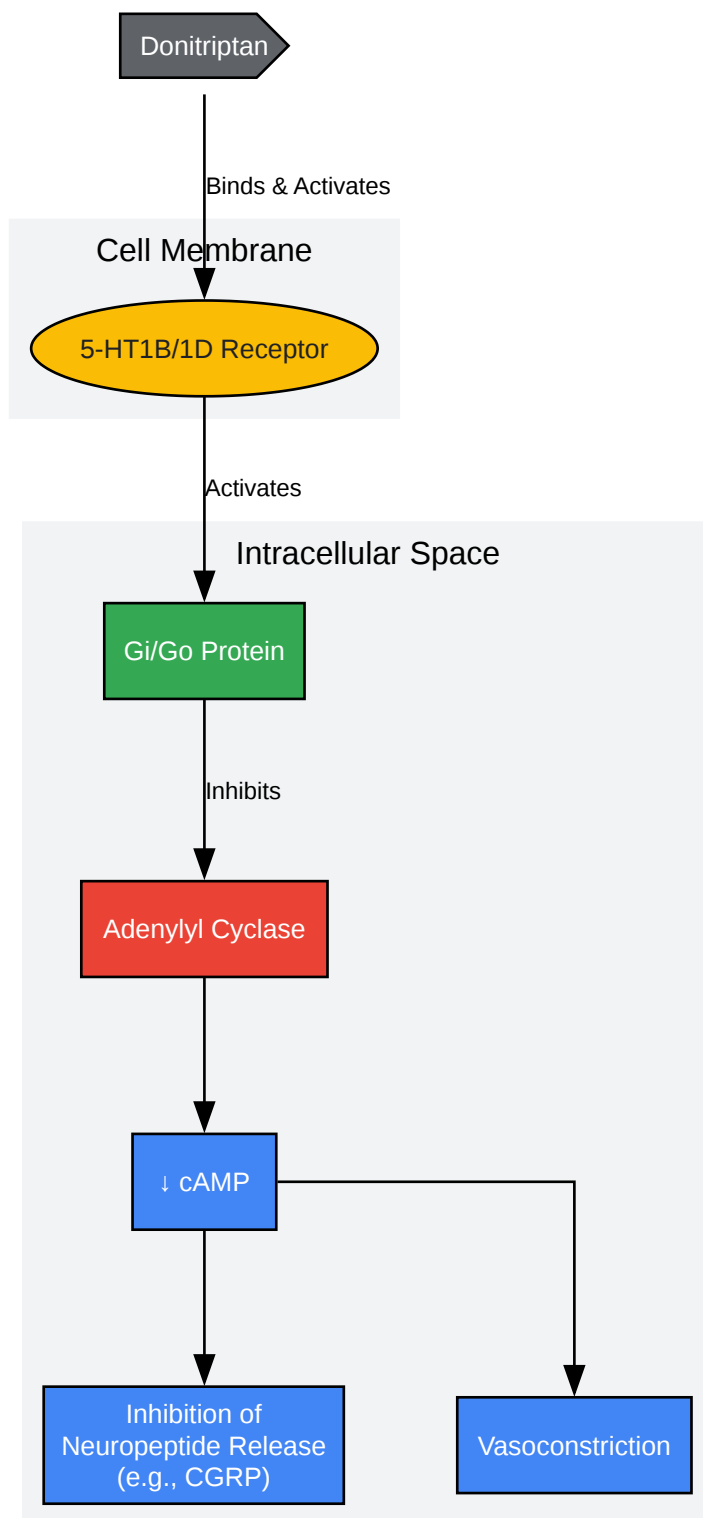 Donitriptan
Binds & Activates
Cell Membrane
5-HT1B/1D Receptor
Activates
Intracellular Space
Gi/Go Protein
Inhibits
Adenylyl Cyclase
↓ cAMP
Inhibition of
Neuropeptide Release
(e.g., CGRP)
Vasoconstriction